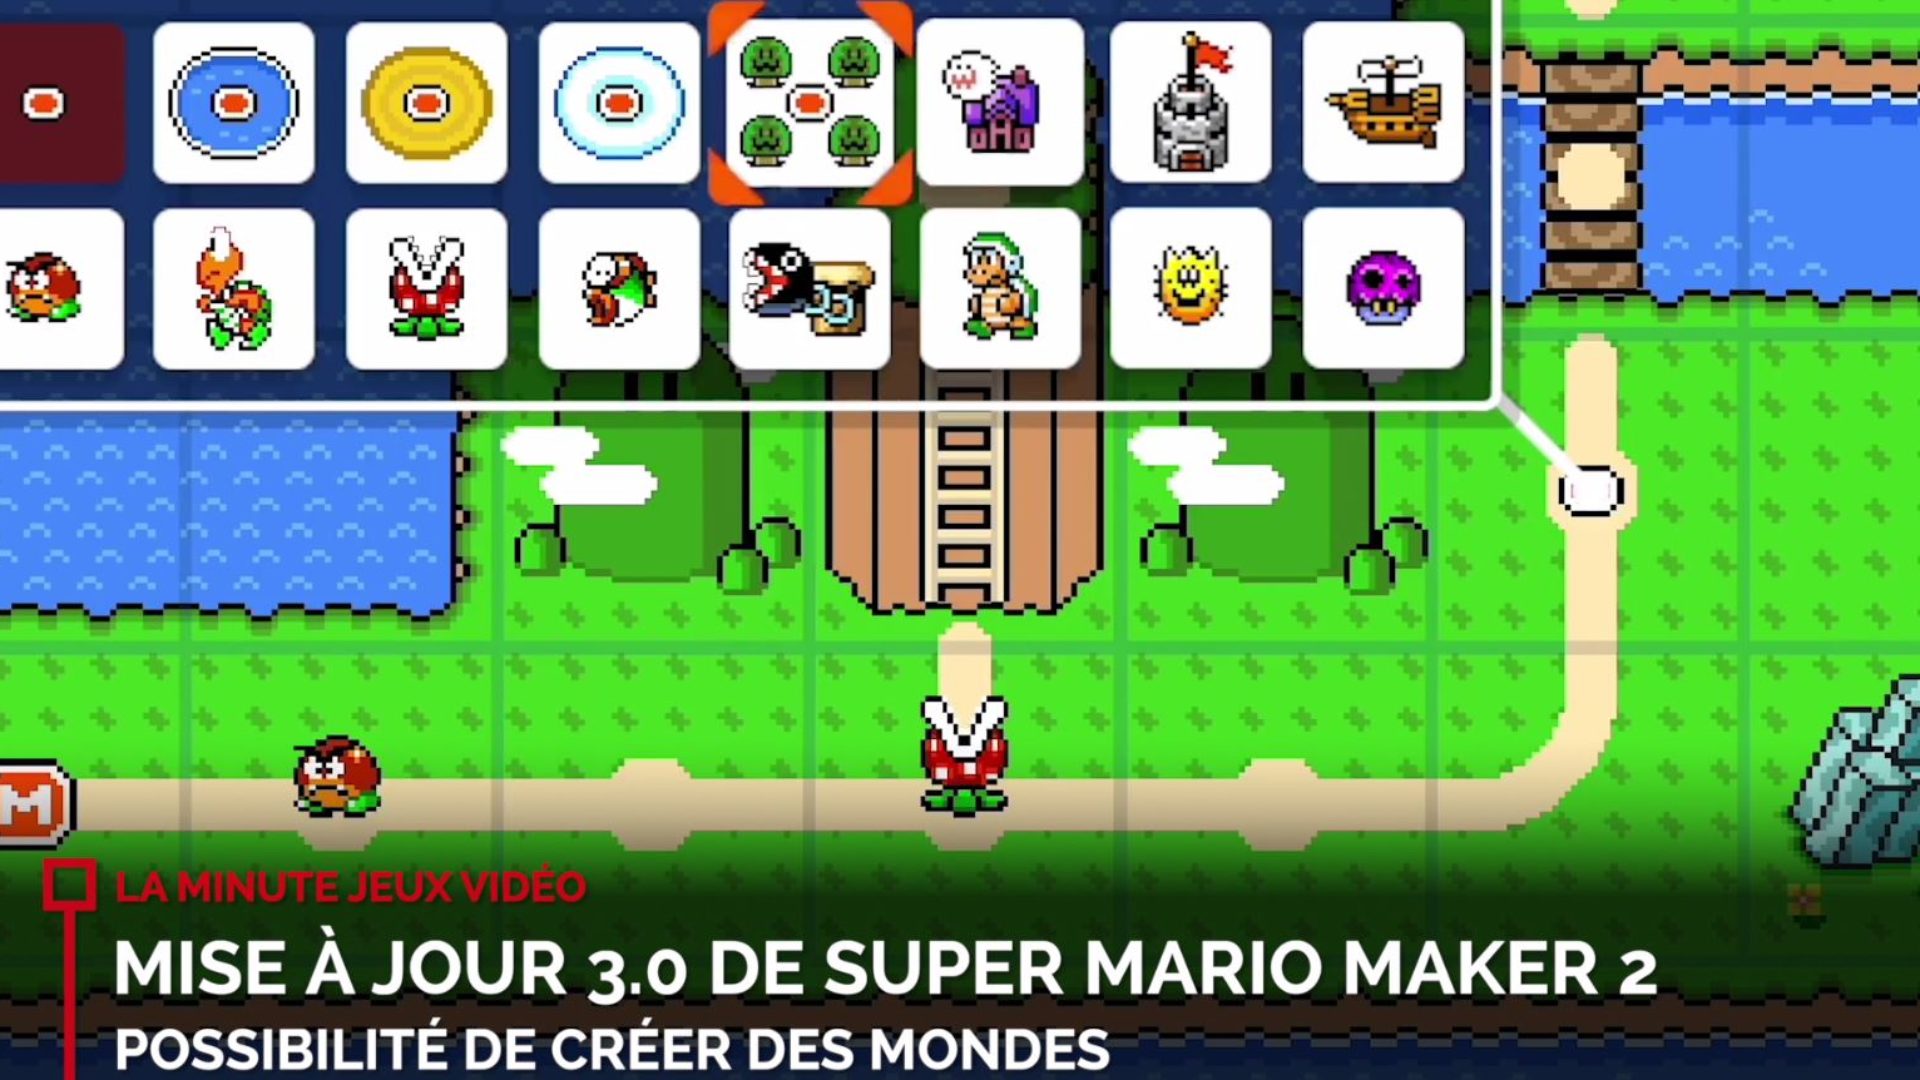 M
LA MINUTE JEUX VIDÉO
MISE À JOUR 3.0 DE SUPER MARIO MAKER 2
POSSIBILITÉ DE CRÉER DES MONDES